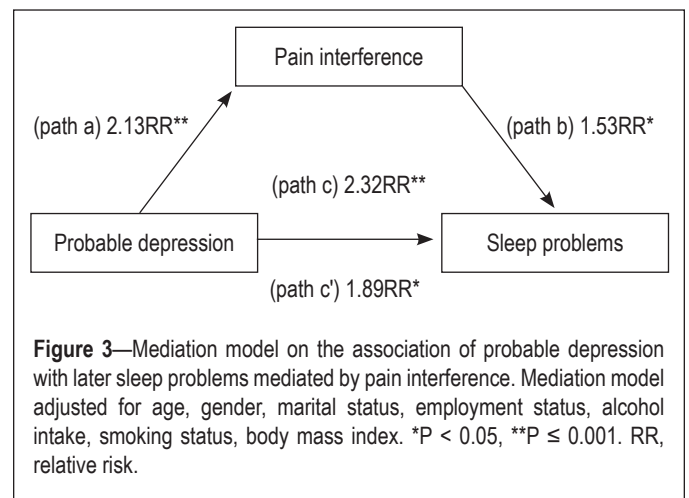 Pain interference
(path a) 2.13RR**
(path b) 1.53RR*
(path c) 2.32RR**
Probable depression
Sleep problems
(path c') 1.89RR*
Figure 3—Mediation model on the association of probable depression
with later sleep problems mediated by pain interference. Mediation model
adjusted for age, gender, marital status, employment status, alcohol
intake, smoking status, body mass index. *P < 0.05, **P ≤ 0.001. RR,
relative risk.